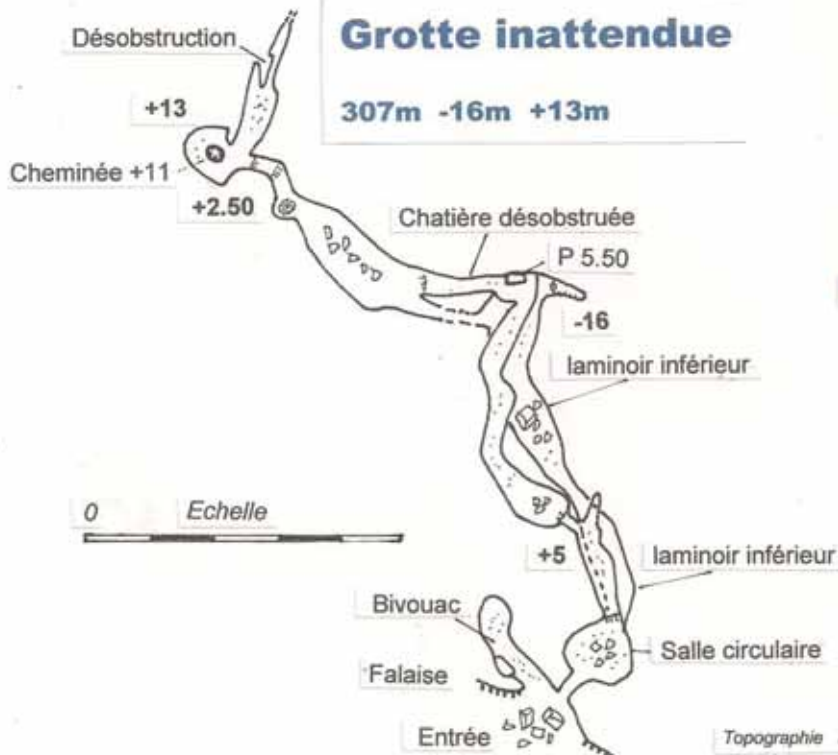 Grotte inattendue
307m -16m +13m
Désobstruction
+13
Cheminée +11
+2.50
Chatière désobstruée
P 5.50
-16
laminoir inférieur
0 Echelle
+5
laminoir inférieur
Bivouac
Salle circulaire
Falaise
Entrée
Topographie